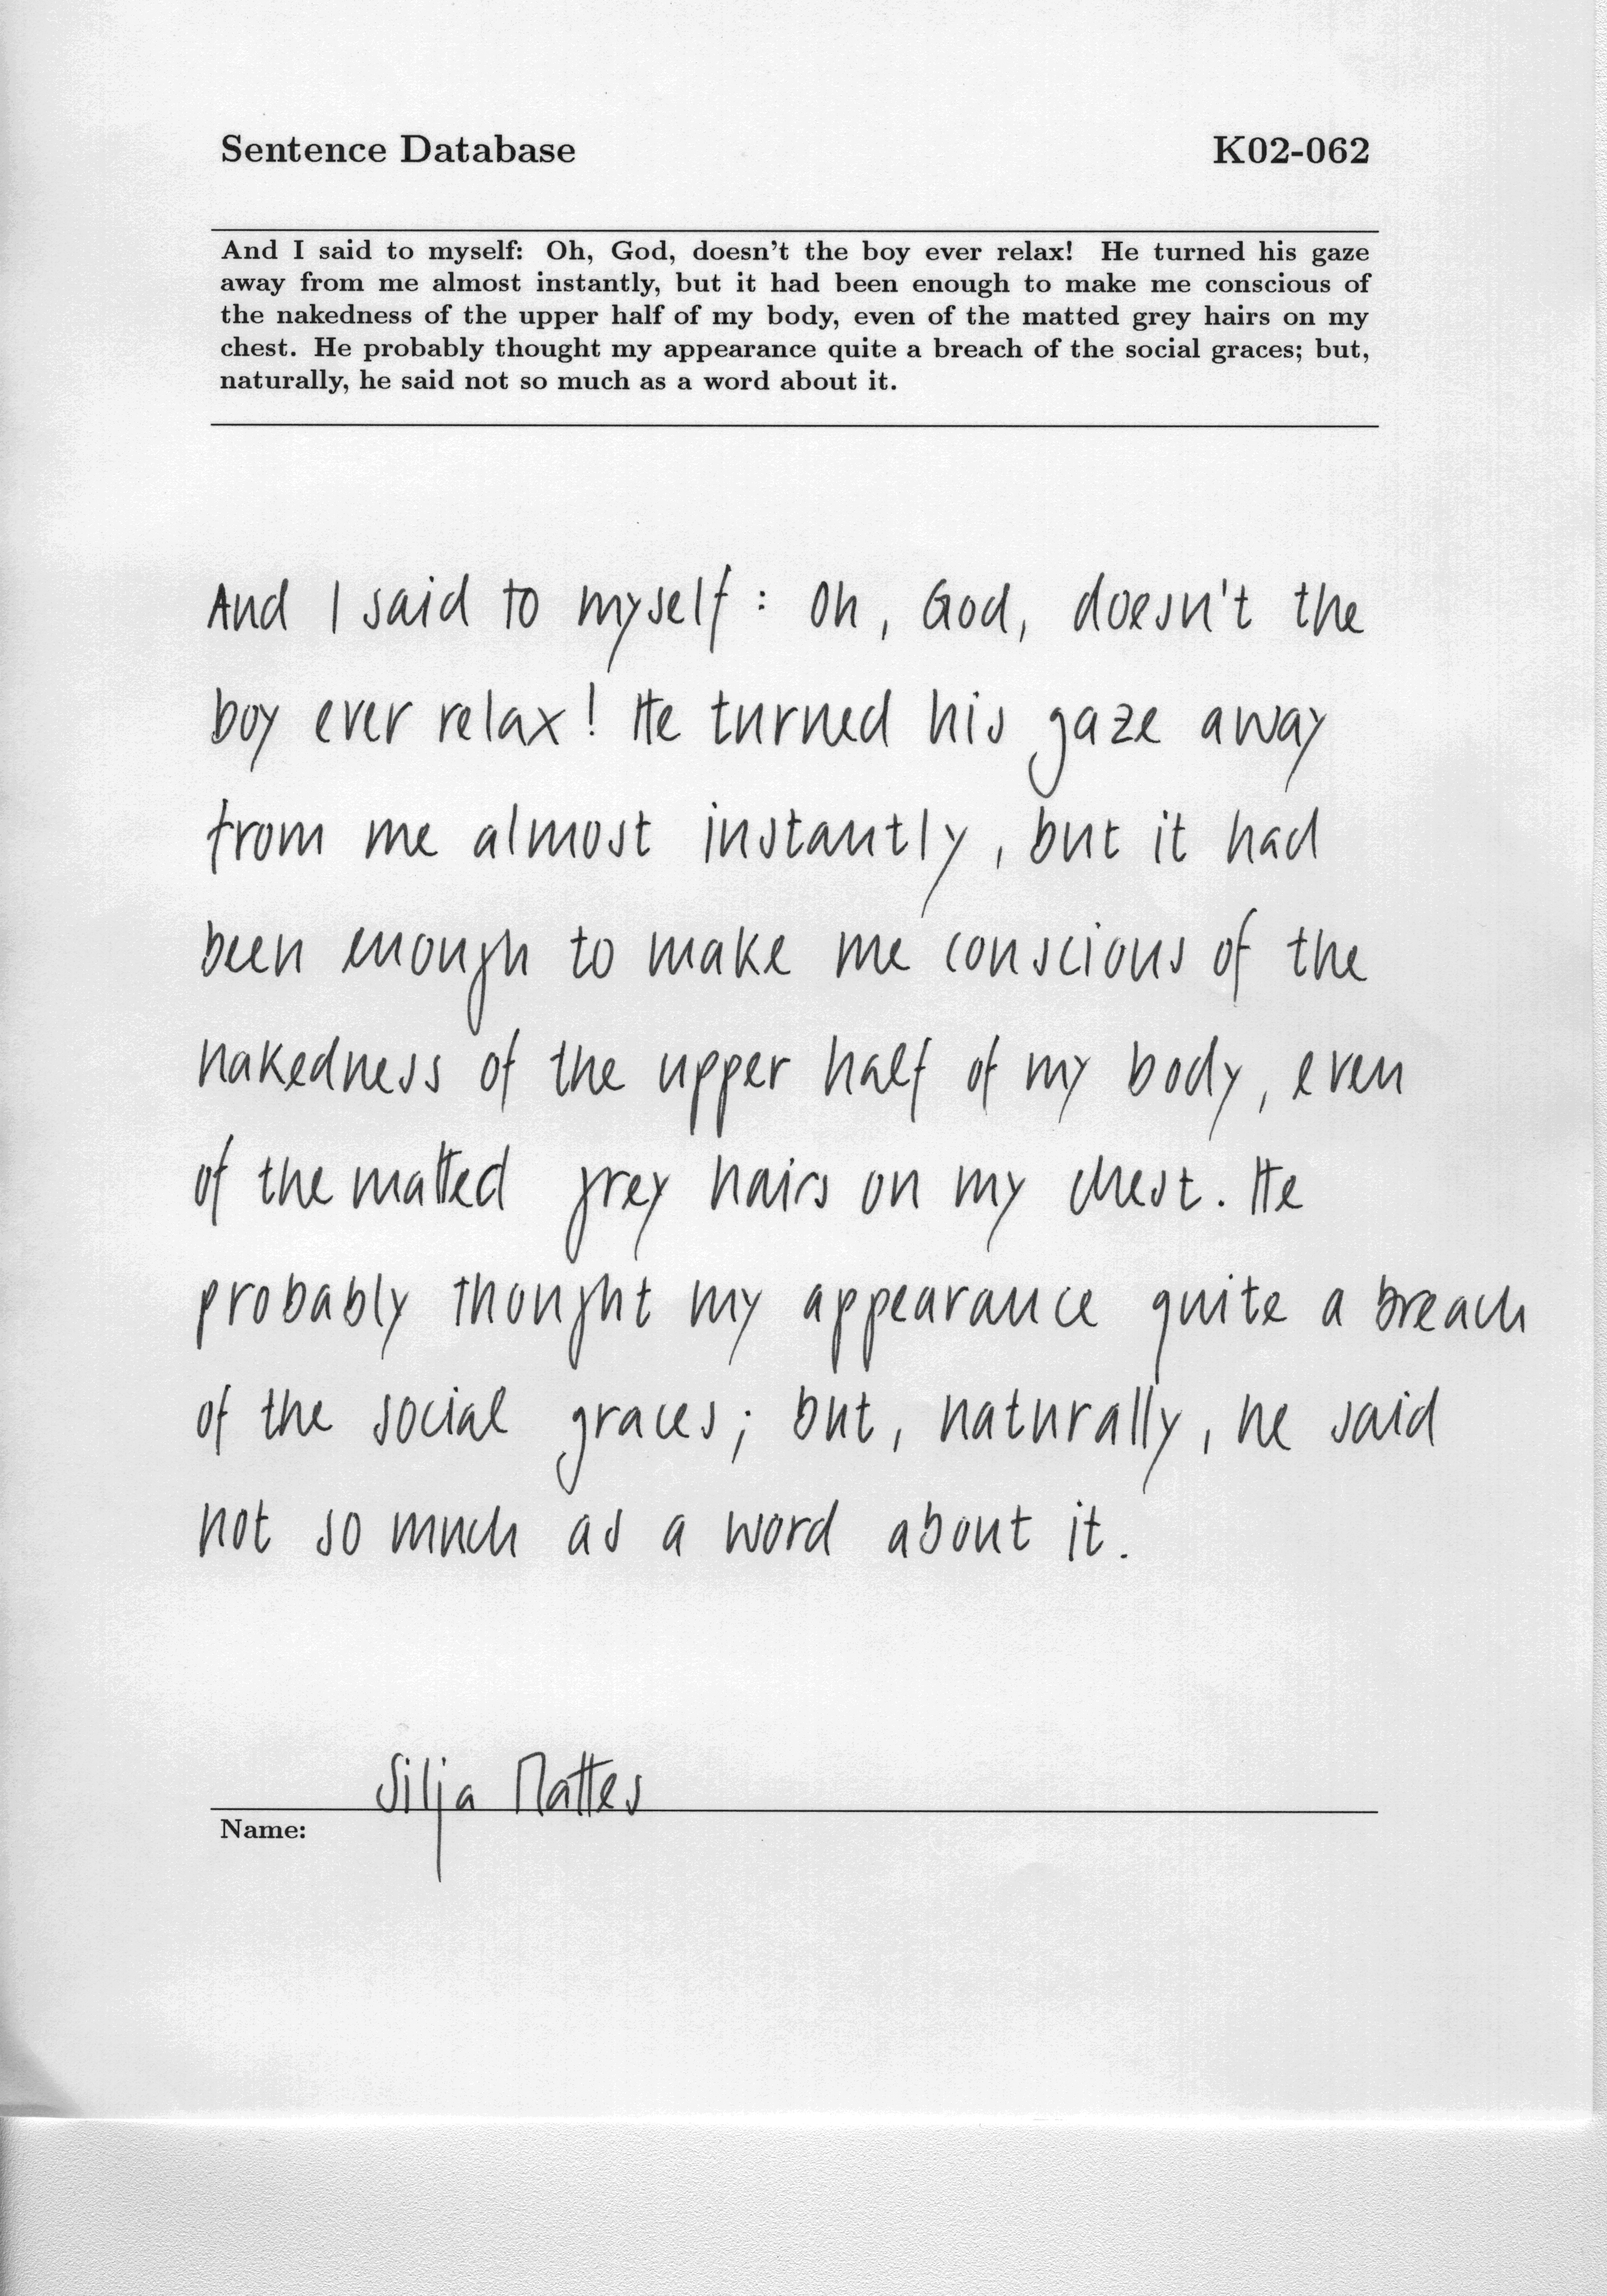 Sentence Database K02-062
And I said to myself: Oh, God, doesn't the boy ever relax! He turned his gaze
away from me almost instantly, but it had been enough to make me conscious of
the nakedness of the upper half of my body, even of the matted grey hairs on my
chest. He probably thought my appearance quite a breach of the social graces; but,
naturally, he said not so much as a word about it.
And I said to myself : Oh, God, doesn't the
boy ever relax! He turned his gaze away
from me almost instantly, but it had
been enough to make me conscious of the
nakedness of the upper half of my body, even
of the matted grey hairs on my chest. He
probably thought my appearance quite a breach
of the social graces; but, naturally, he said
not so much as a word about it.
Silja Mattes
Name: